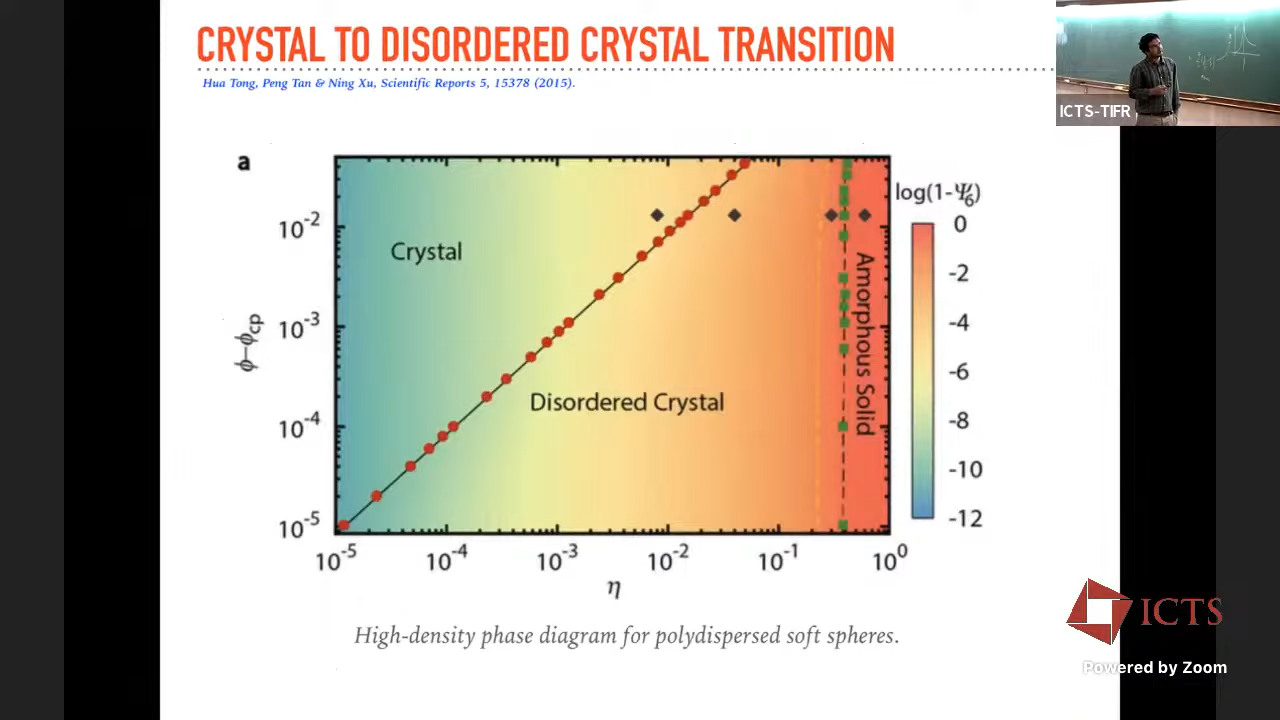 CRYSTAL TO DISORDERED CRYSTAL TRANSITION
Hua Tong, Peng Tan & Ning Xu, Scientific Reports 5, 15378 (2015).
ICTS-TIFR
a
log(1-Ψ6)
0
-2
-4
-6
-8
-10
-12
10-2
10-3
10-4
10-5
ϕ-ϕcp
Crystal
Disordered Crystal
Amorphous Solid
10-5
10-4
10-3
10-2
10-1
100
η
High-density phase diagram for polydispersed soft spheres.
ICTS
Powered by Zoom